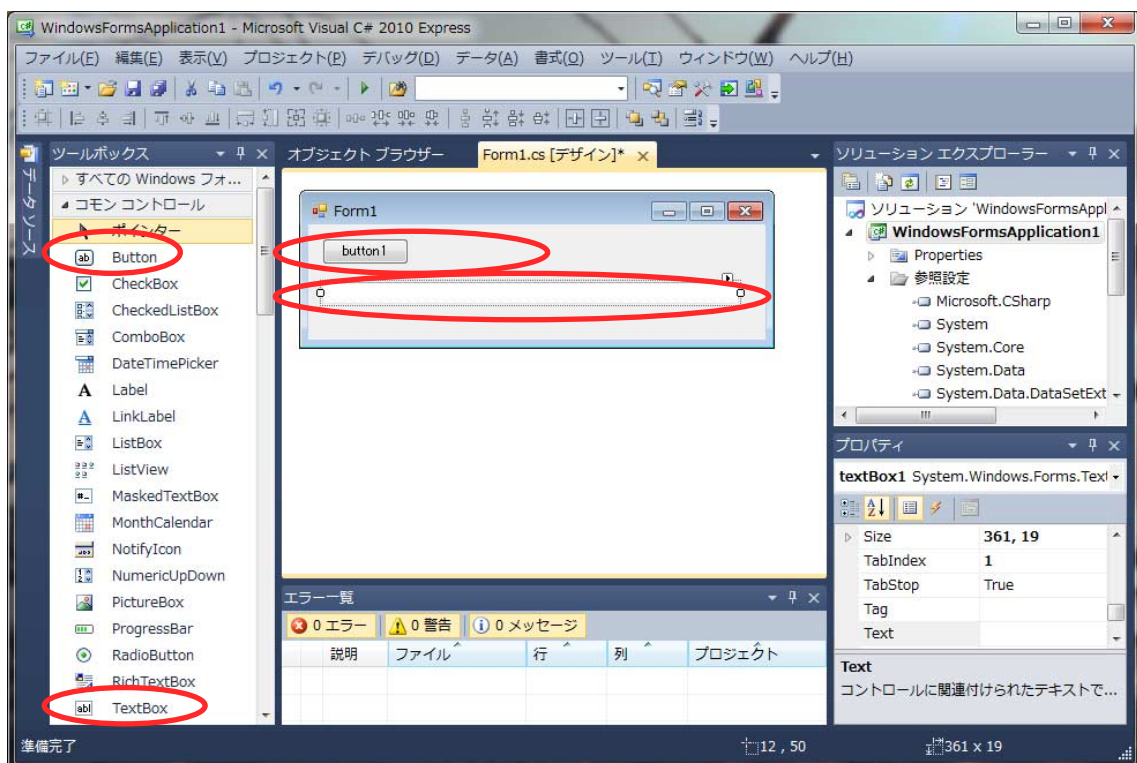 WindowsFormsApplication1 - Microsoft Visual C# 2010 Express
ファイル(F) 編集(E) 表示(V) プロジェクト(P) デバッグ(D) データ(A) 書式(O) ツール(T) ウィンドウ(W) ヘルプ(H)
データソース
ツールボックス
すべての Windows フォ...
コモン コントロール
ポインター
Button
CheckBox
CheckedListBox
ComboBox
DateTimePicker
Label
LinkLabel
ListBox
ListView
MaskedTextBox
MonthCalendar
NotifyIcon
NumericUpDown
PictureBox
ProgressBar
RadioButton
RichTextBox
TextBox
オブジェクト ブラウザー Form1.cs [デザイン]*
Form1
button1
エラー一覧
0 エラー 0 警告 0 メッセージ
説明 ファイル 行 列 プロジェクト
ソリューション エクスプローラー
ソリューション 'WindowsFormsAppl
WindowsFormsApplication1
Properties
参照設定
Microsoft.CSharp
System
System.Core
System.Data
System.Data.DataSetExt
プロパティ
textBox1 System.Windows.Forms.Text
Size 361, 19
TabIndex 1
TabStop True
Tag
Text
Text
コントロールに関連付けられたテキストで...
準備完了 12 , 50 361 x 19